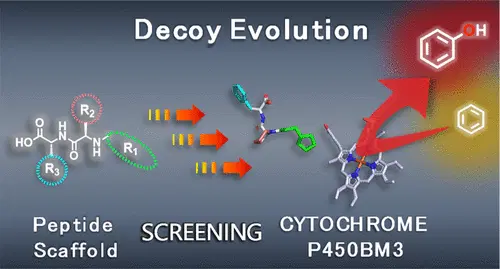 Decoy Evolution
OH
R2
HO
O
H
N
O
N
H
R1
R3
Peptide
Scaffold
SCREENING
CYTOCHROME
P450BM3